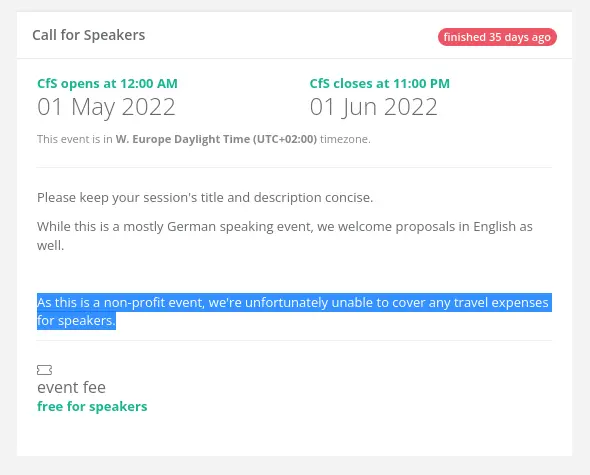 Call for Speakers
finished 35 days ago
CfS opens at 12:00 AM
CfS closes at 11:00 PM
01 May 2022
01 Jun 2022
This event is in W. Europe Daylight Time (UTC+02:00) timezone.
Please keep your session's title and description concise.
While this is a mostly German speaking event, we welcome proposals in English as
well.
As this is a non-profit event, we're unfortunately unable to cover any travel expenses
for speakers.
event fee
free for speakers